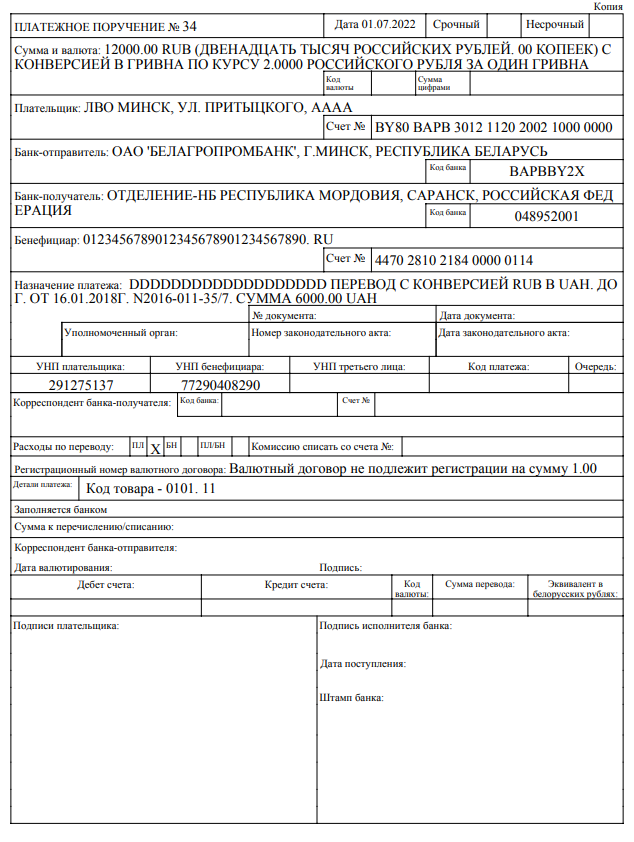 Копия
ПЛАТЕЖНОЕ ПОРУЧЕНИЕ № 34
Дата 01.07.2022
Срочный
Несрочный
Сумма и валюта: 12000.00 RUB (ДВЕНАДЦАТЬ ТЫСЯЧ РОССИЙСКИХ РУБЛЕЙ. 00 КОПЕЕК) С
КОНВЕРСИЕЙ В ГРИВНА ПО КУРСУ 2.0000 РОССИЙСКОГО РУБЛЯ ЗА ОДИН ГРИВНА
Код
валюты
Сумма
цифрами
Плательщик: ЛВО МИНСК, УЛ. ПРИТЫЦКОГО, АААА
Счет № BY80 BAPB 3012 1120 2002 1000 0000
Банк-отправитель: ОАО 'БЕЛАГРОПРОМБАНК', Г.МИНСК, РЕСПУБЛИКА БЕЛАРУСЬ
Код банка BAPBBY2X
Банк-получатель: ОТДЕЛЕНИЕ-НБ РЕСПУБЛИКА МОРДОВИЯ, САРАНСК, РОССИЙСКАЯ ФЕД
ЕРАЦИЯ
Код банка 048952001
Бенефициар: 0123456789012345678901234567890. RU
Счет № 4470 2810 2184 0000 0114
Назначение платежа: DDDDDDDDDDDDDDDDDDD ПЕРЕВОД С КОНВЕРСИЕЙ RUB В UAH. ДО
Г. ОТ 16.01.2018Г. N2016-011-35/7. СУММА 6000.00 UAH
№ документа:
Дата документа:
Уполномоченный орган:
Номер законодательного акта:
Дата законодательного акта:
УНП плательщика:
УНП бенефициара:
УНП третьего лица:
Код платежа:
Очередь:
291275137
77290408290
Корреспондент банка-получателя:
Код банка:
Счет №
Расходы по переводу:
ПЛ X БН ПЛ/БН
Комиссию списать со счета №:
Регистрационный номер валютного договора: Валютный договор не подлежит регистрации на сумму 1.00
Детали платежа: Код товара - 0101. 11
Заполняется банком
Сумма к перечислению/списанию:
Корреспондент банка-отправителя:
Дата валютирования:
Подпись:
Дебет счета:
Кредит счета:
Код
валюты:
Сумма перевода:
Эквивалент в
белорусских рублях:
Подписи плательщика:
Подпись исполнителя банка:
Дата поступления:
Штамп банка: